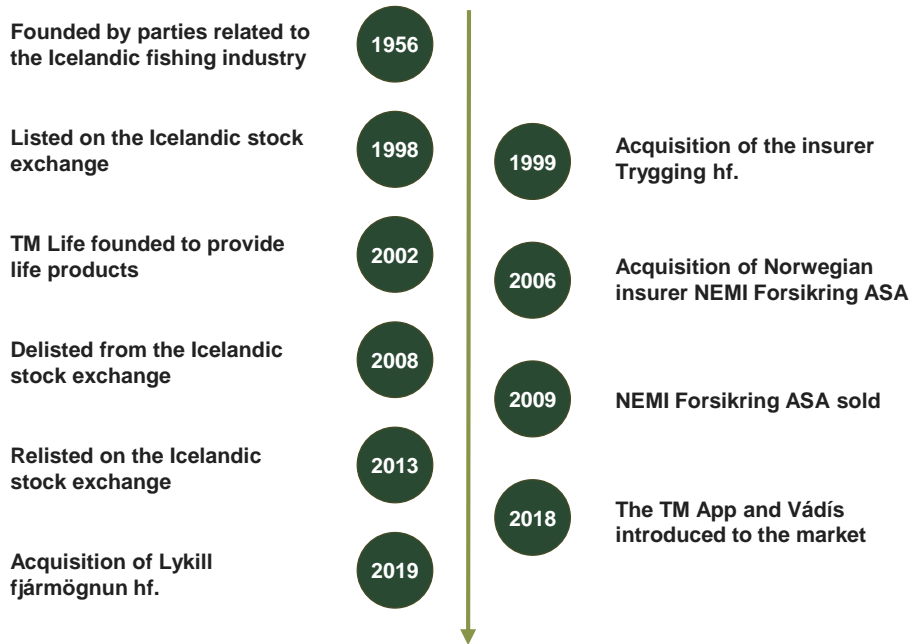 Founded by parties related to
the Icelandic fishing industry
1956
Listed on the Icelandic stock
exchange
1998
1999
Acquisition of the insurer
Trygging hf.
TM Life founded to provide
life products
2002
2006
Acquisition of Norwegian
insurer NEMI Forsikring ASA
Delisted from the Icelandic
stock exchange
2008
2009
NEMI Forsikring ASA sold
Relisted on the Icelandic
stock exchange
2013
2018
The TM App and Vádís
introduced to the market
Acquisition of Lykill
fjármögnun hf.
2019